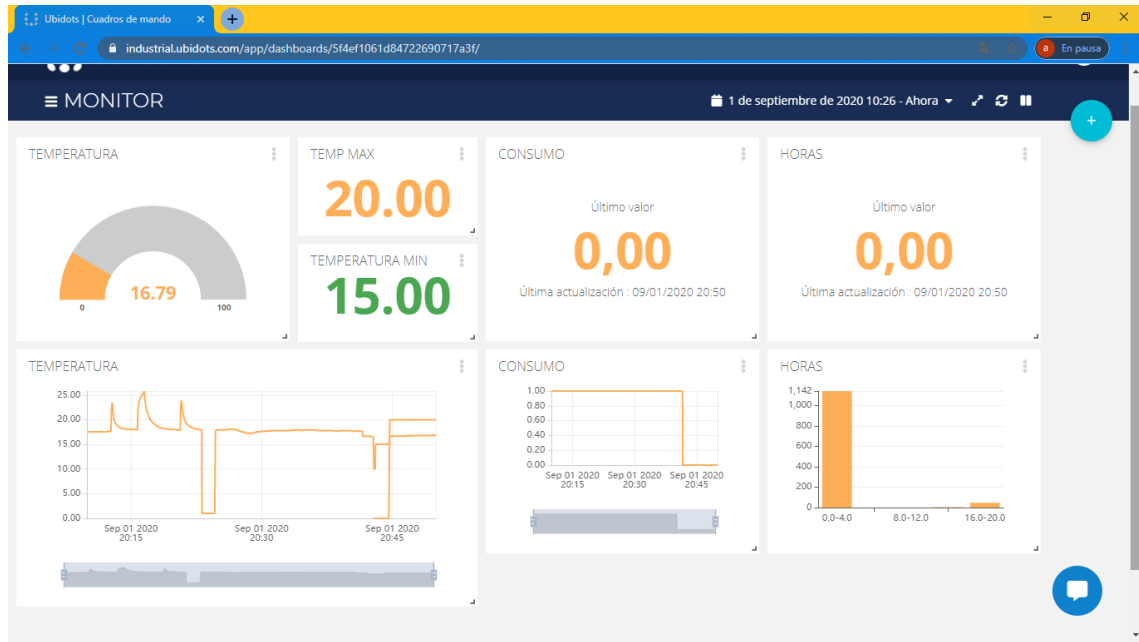 Ubidots | Cuadros de mando
industrial.ubidots.com/app/dashboards/5f4ef1061d84722690717a3f/
a En pausa
MONITOR
1 de septiembre de 2020 10:26 - Ahora
+
TEMPERATURA
16.79
0
100
TEMP MAX
20.00
TEMPERATURA MIN
15.00
CONSUMO
Último valor
0,00
Última actualización : 09/01/2020 20:50
HORAS
Último valor
0,00
Última actualización : 09/01/2020 20:50
TEMPERATURA
25.00
20.00
15.00
10.00
5.00
0.00
Sep 01 2020 Sep 01 2020 Sep 01 2020
20:15 20:30 20:45
CONSUMO
1.00
0.80
0.60
0.40
0.20
0.00
Sep 01 2020 Sep 01 2020 Sep 01 2020
20:15 20:30 20:45
HORAS
1,142
1,000
800
600
400
200
0
0.0-4.0 8.0-12.0 16.0-20.0